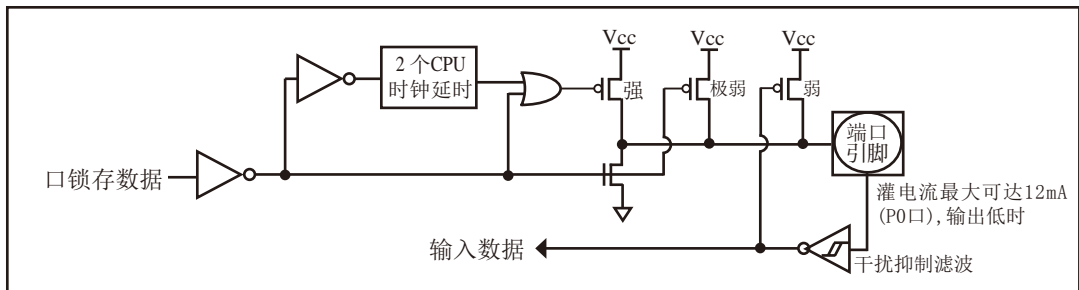 Vcc
Vcc
Vcc
2个CPU
时钟延时
强
极弱
弱
端口
引脚
口锁存数据
灌电流最大可达12mA
(P0口),输出低时
输入数据
干扰抑制滤波